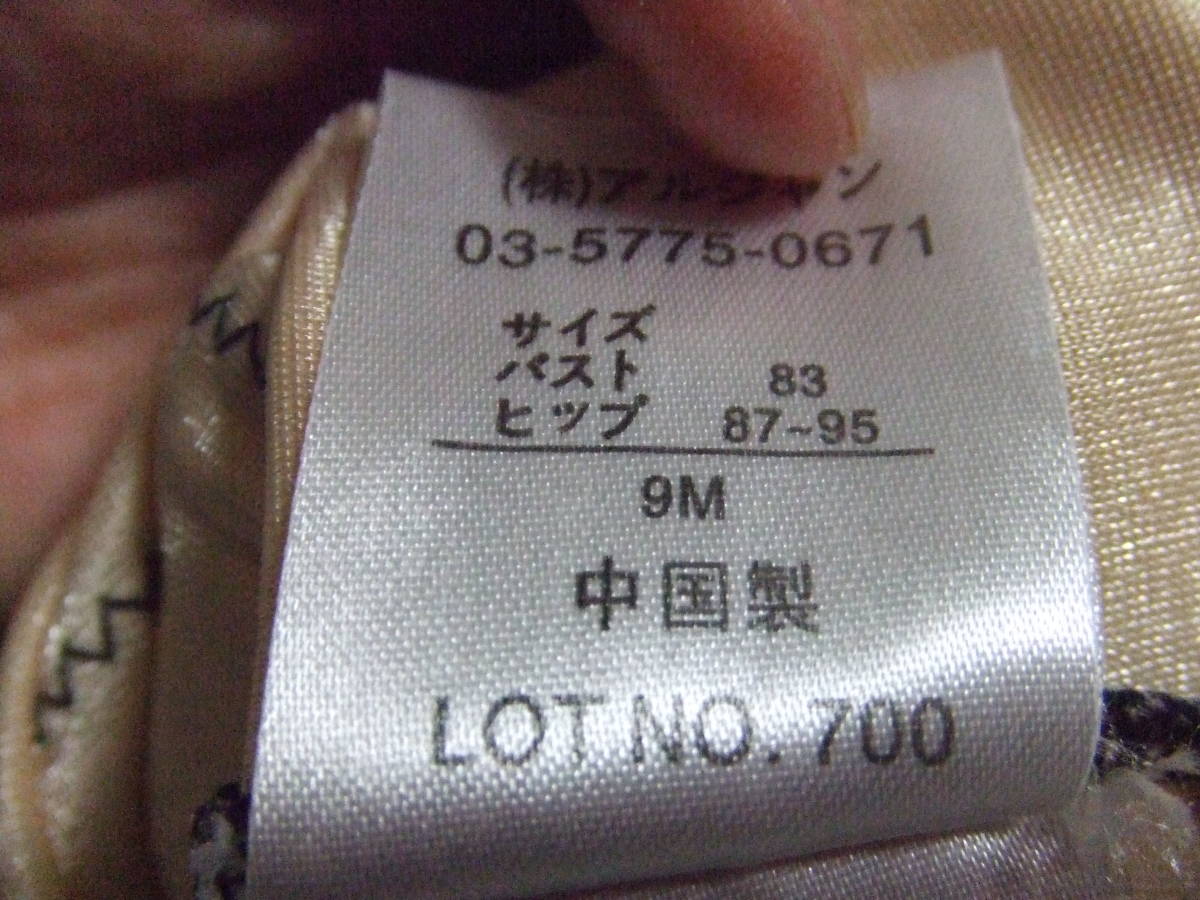 (株)アルジャン
03-5775-0671
サイズ
バスト 83
ヒップ 87~95
9M
中国製
LOT NO. 700